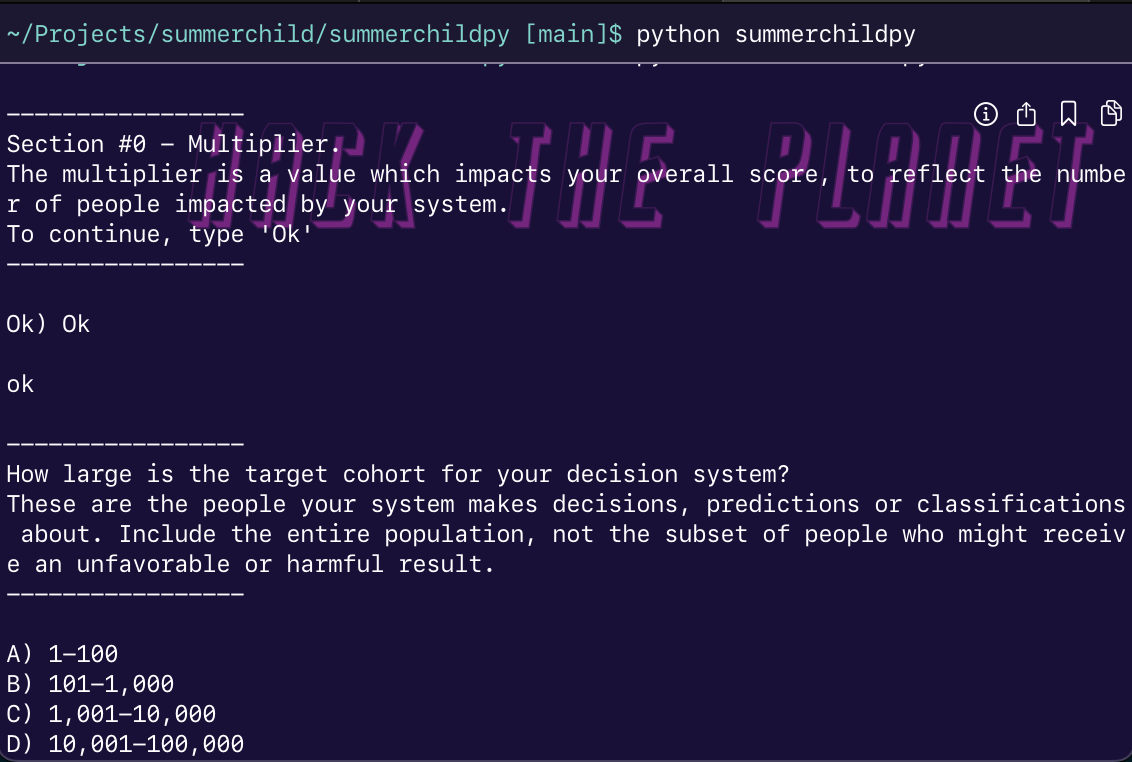 ~/Projects/summerchild/summerchildpy [main]$ python summerchildpy
HACK THE PLANET
—————————————————
Section #0 — Multiplier.
The multiplier is a value which impacts your overall score, to reflect the numbe
r of people impacted by your system.
To continue, type 'Ok'
—————————————————
Ok) Ok
ok
—————————————————
How large is the target cohort for your decision system?
These are the people your system makes decisions, predictions or classifications
 about. Include the entire population, not the subset of people who might receiv
e an unfavorable or harmful result.
—————————————————
A) 1—100
B) 101—1,000
C) 1,001—10,000
D) 10,001—100,000